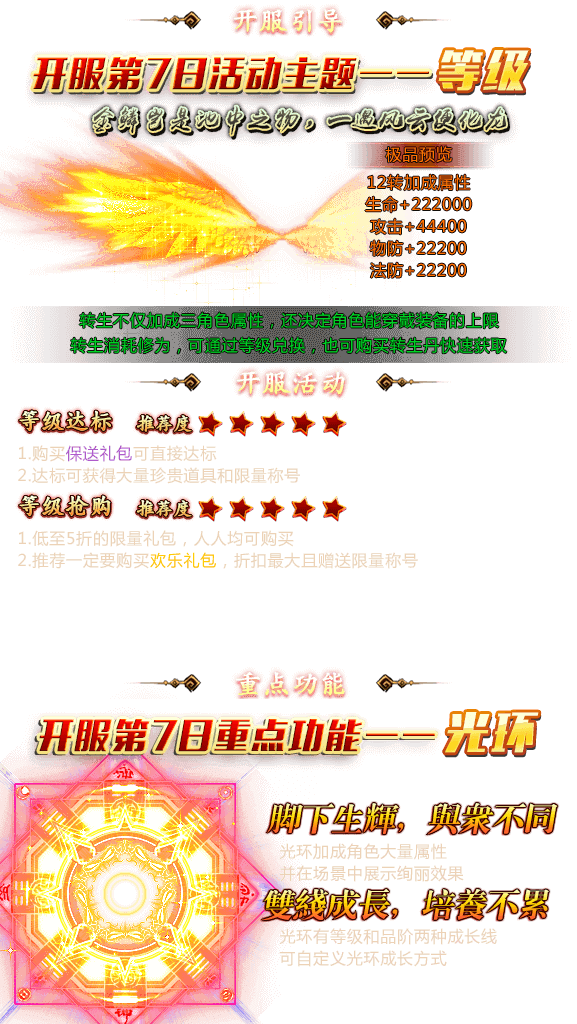 开服引导
开服第7日活动主题——等级
金鳞岂是池中之物，一遇风云便化龙
极品预览
12转加成属性
生命+222000
攻击+44400
物防+22200
法防+22200
转生不仅加成三角色属性，还决定角色能穿戴装备的上限
转生消耗修为，可通过等级兑换，也可购买转生丹快速获取
开服活动
等级达标 推荐度
1.购买保送礼包可直接达标
2.达标可获得大量珍贵道具和限量称号
等级抢购 推荐度
1.低至5折的限量礼包，人人均可购买
2.推荐一定要购买欢乐礼包，折扣最大且赠送限量称号
重点功能
开服第7日重点功能——光环
脚下生輝，與衆不同
光环加成角色大量属性
并在场景中展示绚丽效果
雙綫成長，培養不累
光环有等级和品阶两种成长线
可自定义光环成长方式